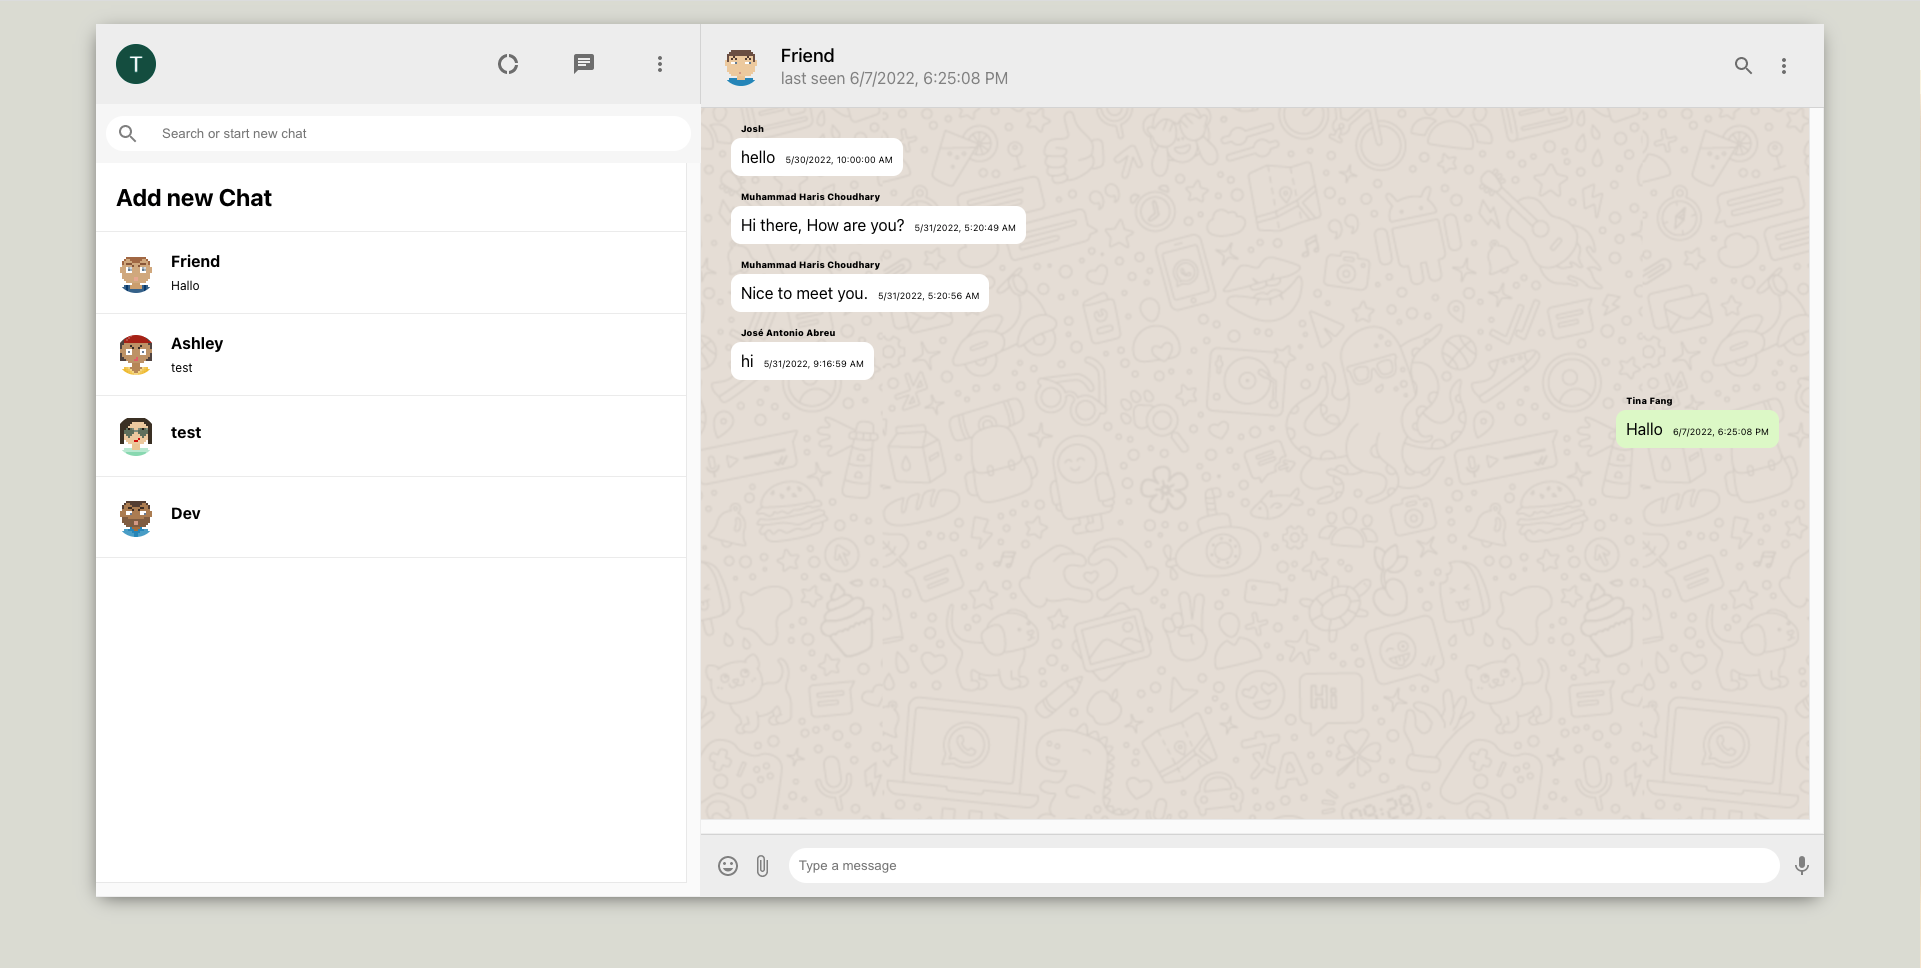 T
Search or start new chat
Add new Chat
Friend
Hallo
Ashley
test
test
Dev
Friend
last seen 6/7/2022, 6:25:08 PM
Josh
hello 5/30/2022, 10:00:00 AM
Muhammad Haris Choudhary
Hi there, How are you? 5/31/2022, 5:20:49 AM
Muhammad Haris Choudhary
Nice to meet you. 5/31/2022, 5:20:56 AM
José Antonio Abreu
hi 5/31/2022, 9:16:59 AM
Tina Fang
Hallo 6/7/2022, 6:25:08 PM
Hi
Type a message